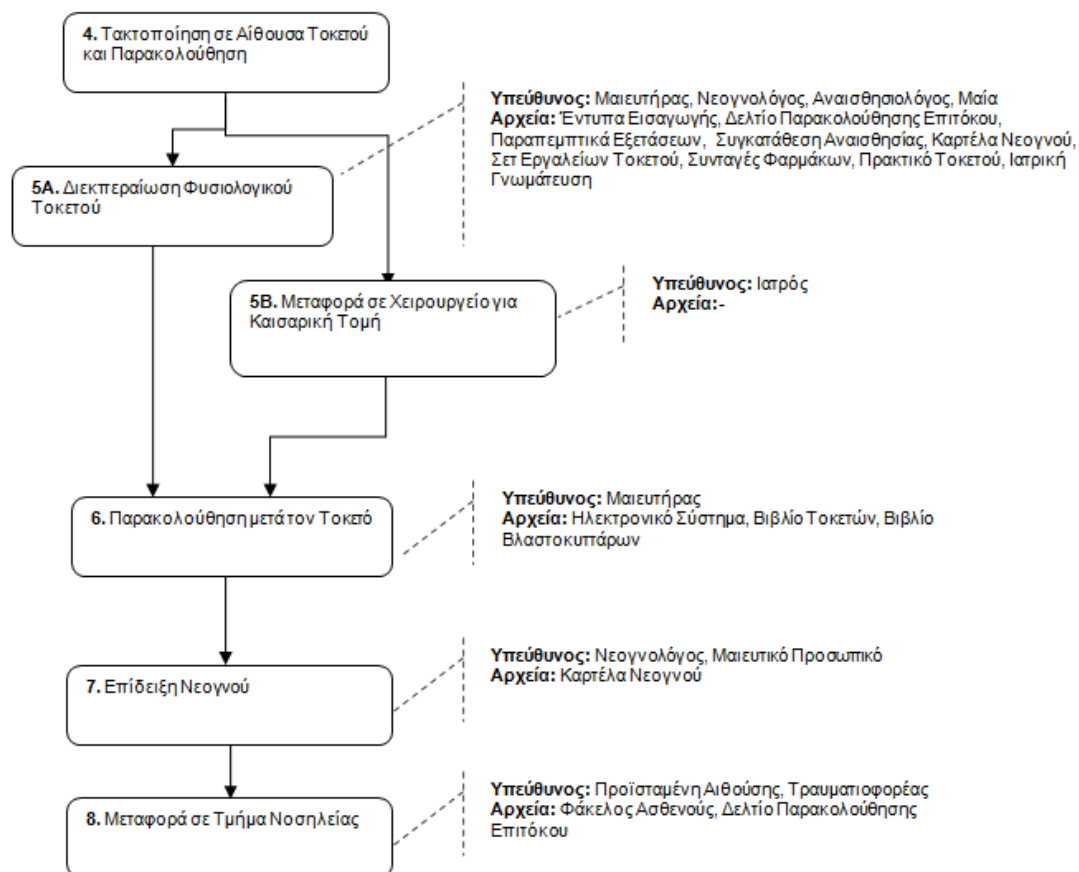 4. Τακτοποίηση σε Αίθουσα Τοκετού
και Παρακολούθηση
Υπεύθυνος: Μαιευτήρας, Νεογνολόγος, Αναισθησιολόγος, Μαία
Αρχεία: Έντυπα Εισαγωγής, Δελτίο Παρακολούθησης Επιτόκου,
Παραπεμπτικά Εξετάσεων, Συγκατάθεση Αναισθησίας, Καρτέλα Νεογνού,
Σετ Εργαλείων Τοκετού, Συνταγές Φαρμάκων, Πρακτικό Τοκετού, Ιατρική
Γνωμάτευση
5Α. Διεκπεραίωση Φυσιολογικού
Τοκετού
5Β. Μεταφορά σε Χειρουργείο για
Καισαρική Τομή
Υπεύθυνος: Ιατρός
Αρχεία:-
6. Παρακολούθηση μετά τον Τοκετό
Υπεύθυνος: Μαιευτήρας
Αρχεία: Ηλεκτρονικό Σύστημα, Βιβλίο Τοκετών, Βιβλίο
Βλαστοκυττάρων
7. Επίδειξη Νεογνού
Υπεύθυνος: Νεογνολόγος, Μαιευτικό Προσωπικό
Αρχεία: Καρτέλα Νεογνού
8. Μεταφορά σε Τμήμα Νοσηλείας
Υπεύθυνος: Προϊσταμένη Αιθούσης, Τραυματιοφορέας
Αρχεία: Φάκελος Ασθενούς, Δελτίο Παρακολούθησης
Επιτόκου